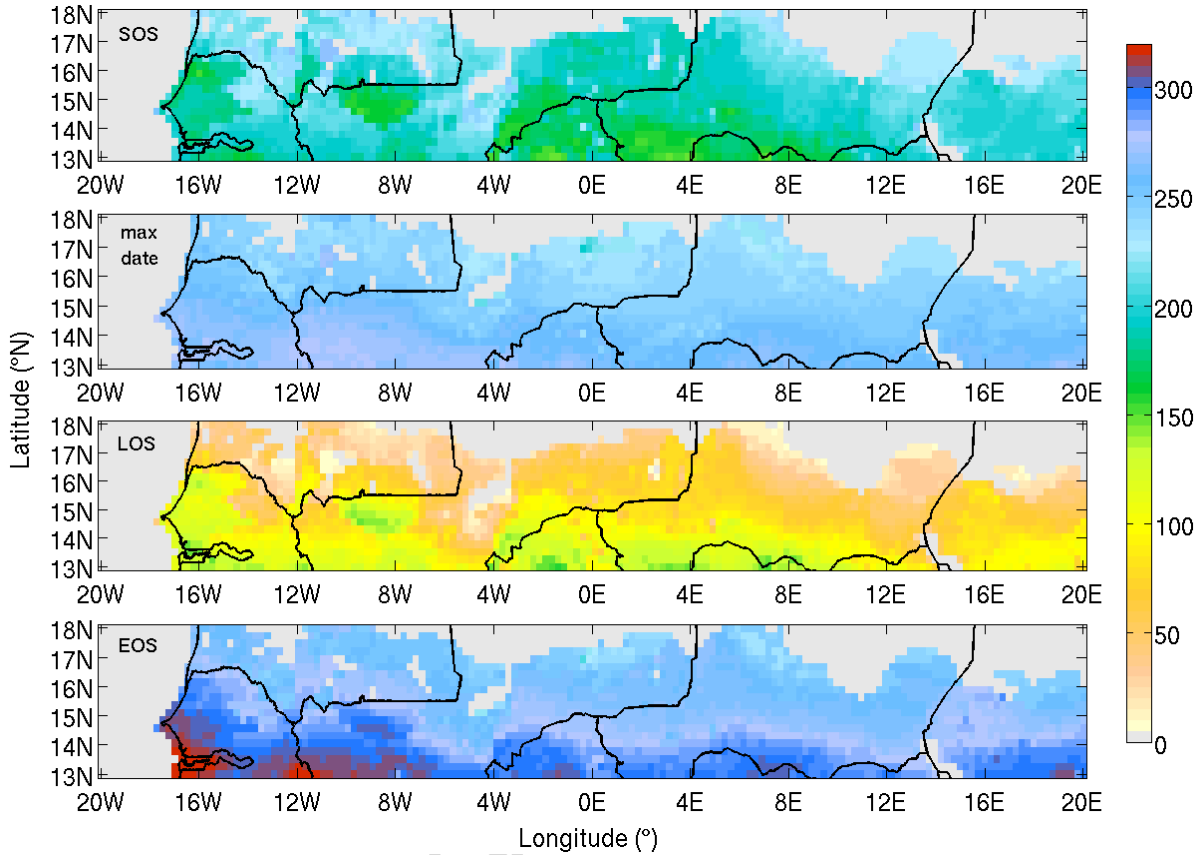 18N
17N
16N
15N
14N
13N
SOS
20W 16W 12W 8W 4W 0E 4E 8E 12E 16E 20E
18N
17N
16N
15N
14N
13N
max
date
20W 16W 12W 8W 4W 0E 4E 8E 12E 16E 20E
18N
17N
16N
15N
14N
13N
LOS
20W 16W 12W 8W 4W 0E 4E 8E 12E 16E 20E
18N
17N
16N
15N
14N
13N
EOS
20W 16W 12W 8W 4W 0E 4E 8E 12E 16E 20E
Latitude (°N)
Longitude (°)
300
250
200
150
100
50
0